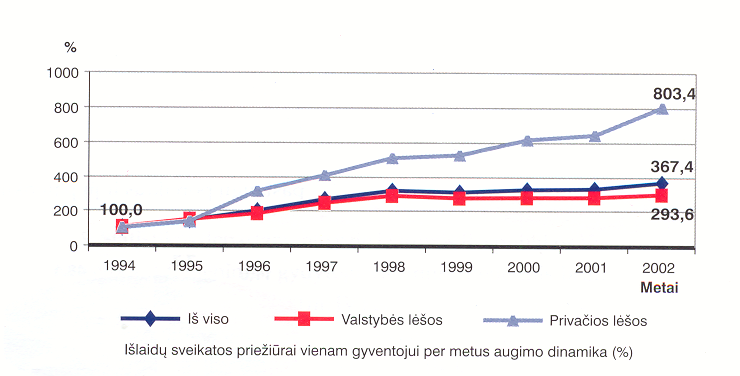 %
1000
800
600
400
200
0
803,4
367,4
293,6
100,0
1994 1995 1996 1997 1998 1999 2000 2001 2002
Metai
Iš viso Valstybės lėšos Privačios lėšos
Išlaidų sveikatos priežiūrai vienam gyventojui per metus augimo dinamika (%)